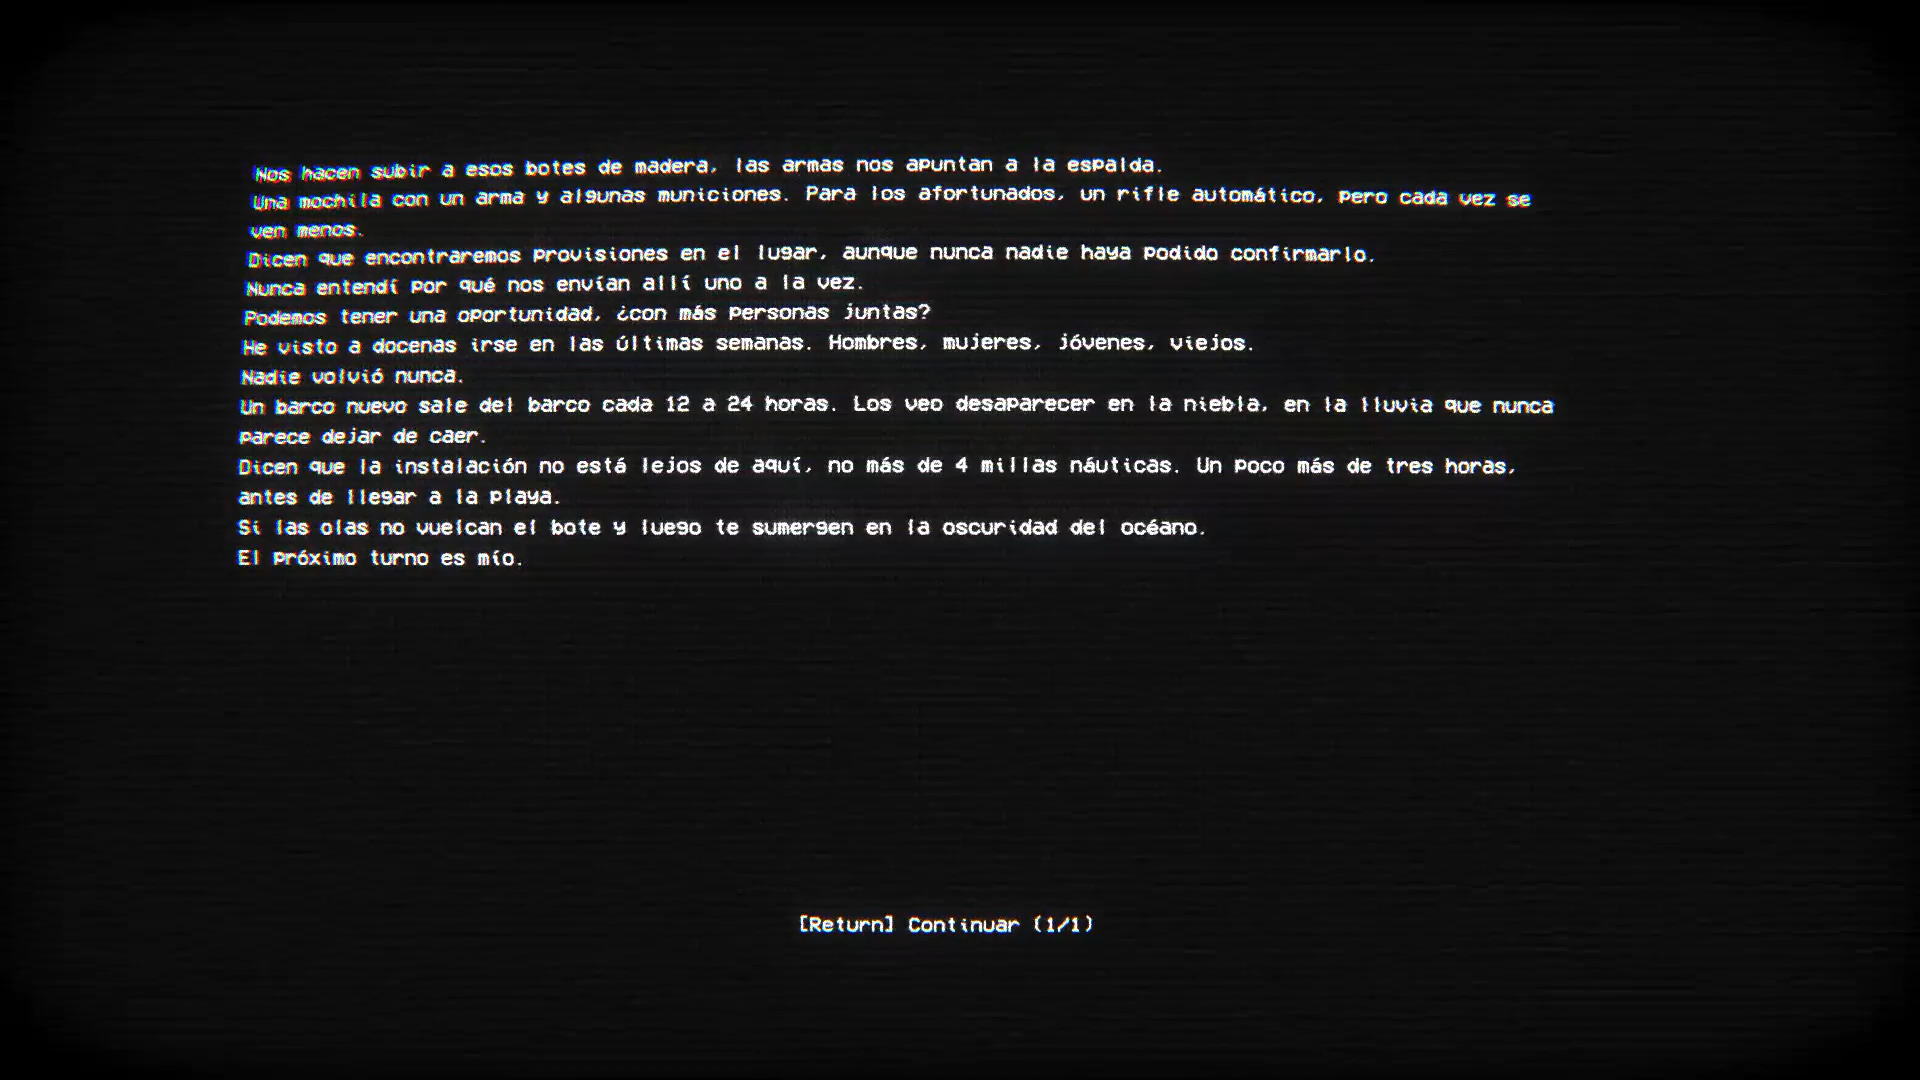 Nos hacen subir a esos botes de madera, las armas nos apuntan a la espalda.
Una mochila con un arma y algunas municiones. Para los afortunados, un rifle automático, pero cada vez se
ven menos.
Dicen que encontraremos provisiones en el lugar, aunque nunca nadie haya podido confirmarlo.
Nunca entendí por qué nos envían allí uno a la vez.
Podemos tener una oportunidad, ¿con más personas juntas?
He visto a docenas irse en las últimas semanas. Hombres, mujeres, jóvenes, viejos.
Nadie volvió nunca.
Un barco nuevo sale del barco cada 12 a 24 horas. Los veo desaparecer en la niebla, en la lluvia que nunca
parece dejar de caer.
Dicen que la instalación no está lejos de aquí, no más de 4 millas náuticas. Un poco más de tres horas,
antes de llegar a la playa.
Si las olas no vuelcan el bote y luego te sumergen en la oscuridad del océano.
El próximo turno es mío.
[Return] Continuar (1/1)